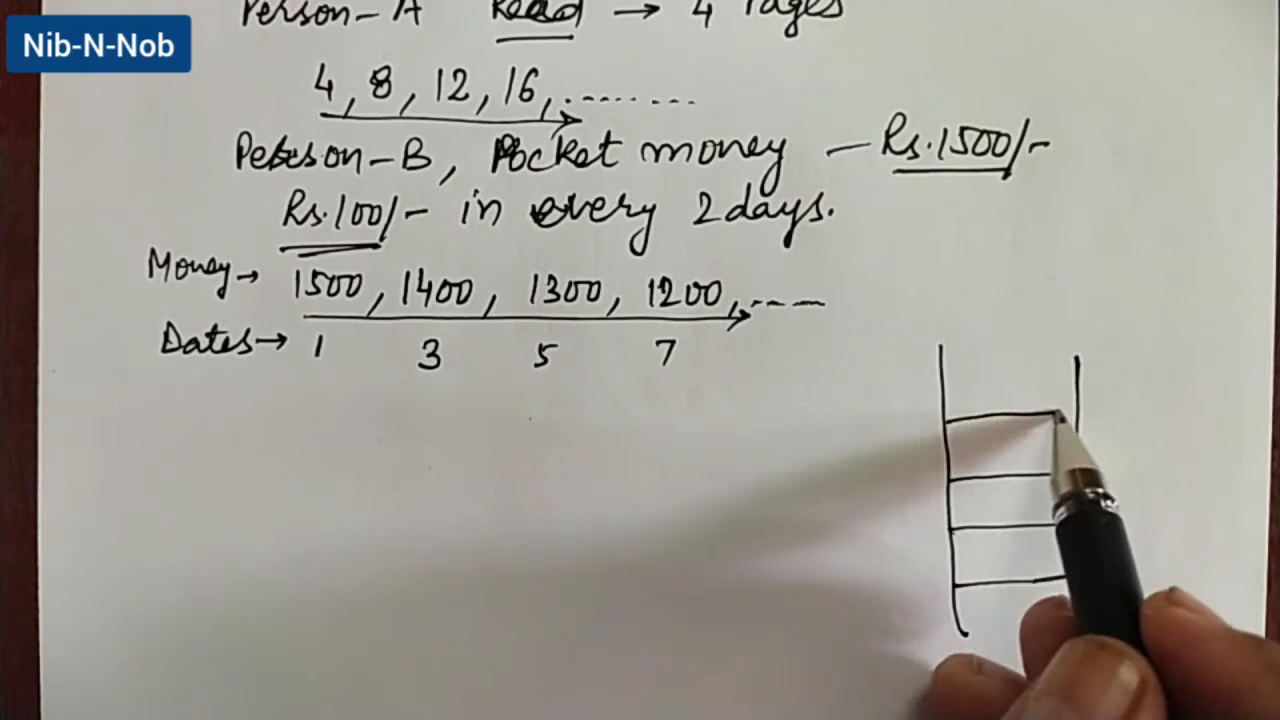 Nib-N-Nob
Person-A Read → 4 Pages
4, 8, 12, 16, ........
Person-B, Pocket money - Rs.1500/-
Rs.100/- in every 2 days.
Money → 1500, 1400, 1300, 1200, .....
Dates → 1 3 5 7